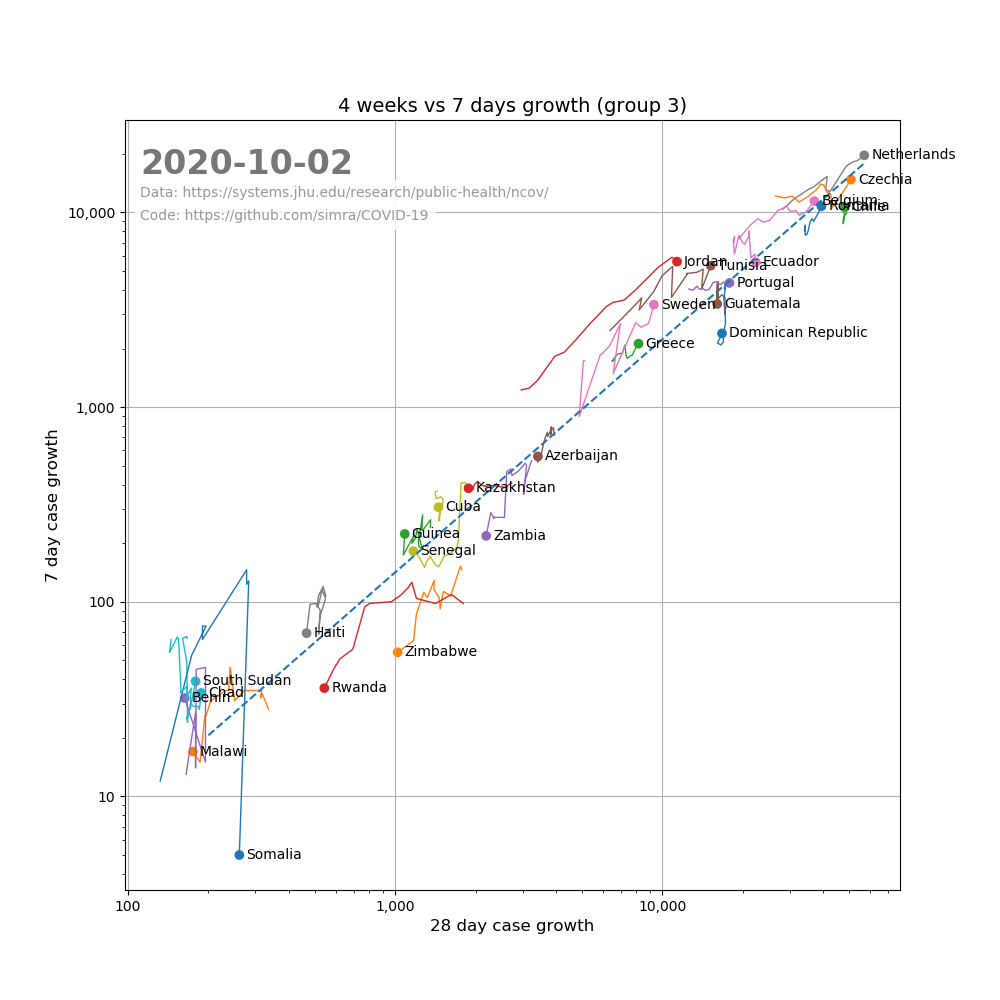 4 weeks vs 7 days growth (group 3)
2020-10-02
Data: https://systems.jhu.edu/research/public-health/ncov/
Code: https://github.com/simra/COVID-19
Netherlands
Czechia
Belgium
Romania
Chile
10,000
Jordan
Tunisia
Ecuador
Portugal
Sweden
Guatemala
Dominican Republic
Greece
1,000
Azerbaijan
Kazakhstan
Cuba
Guinea
Zambia
Senegal
100
Haiti
Zimbabwe
South Sudan
Rwanda
Chad
Benin
Malawi
10
Somalia
100
1,000
10,000
28 day case growth
7 day case growth